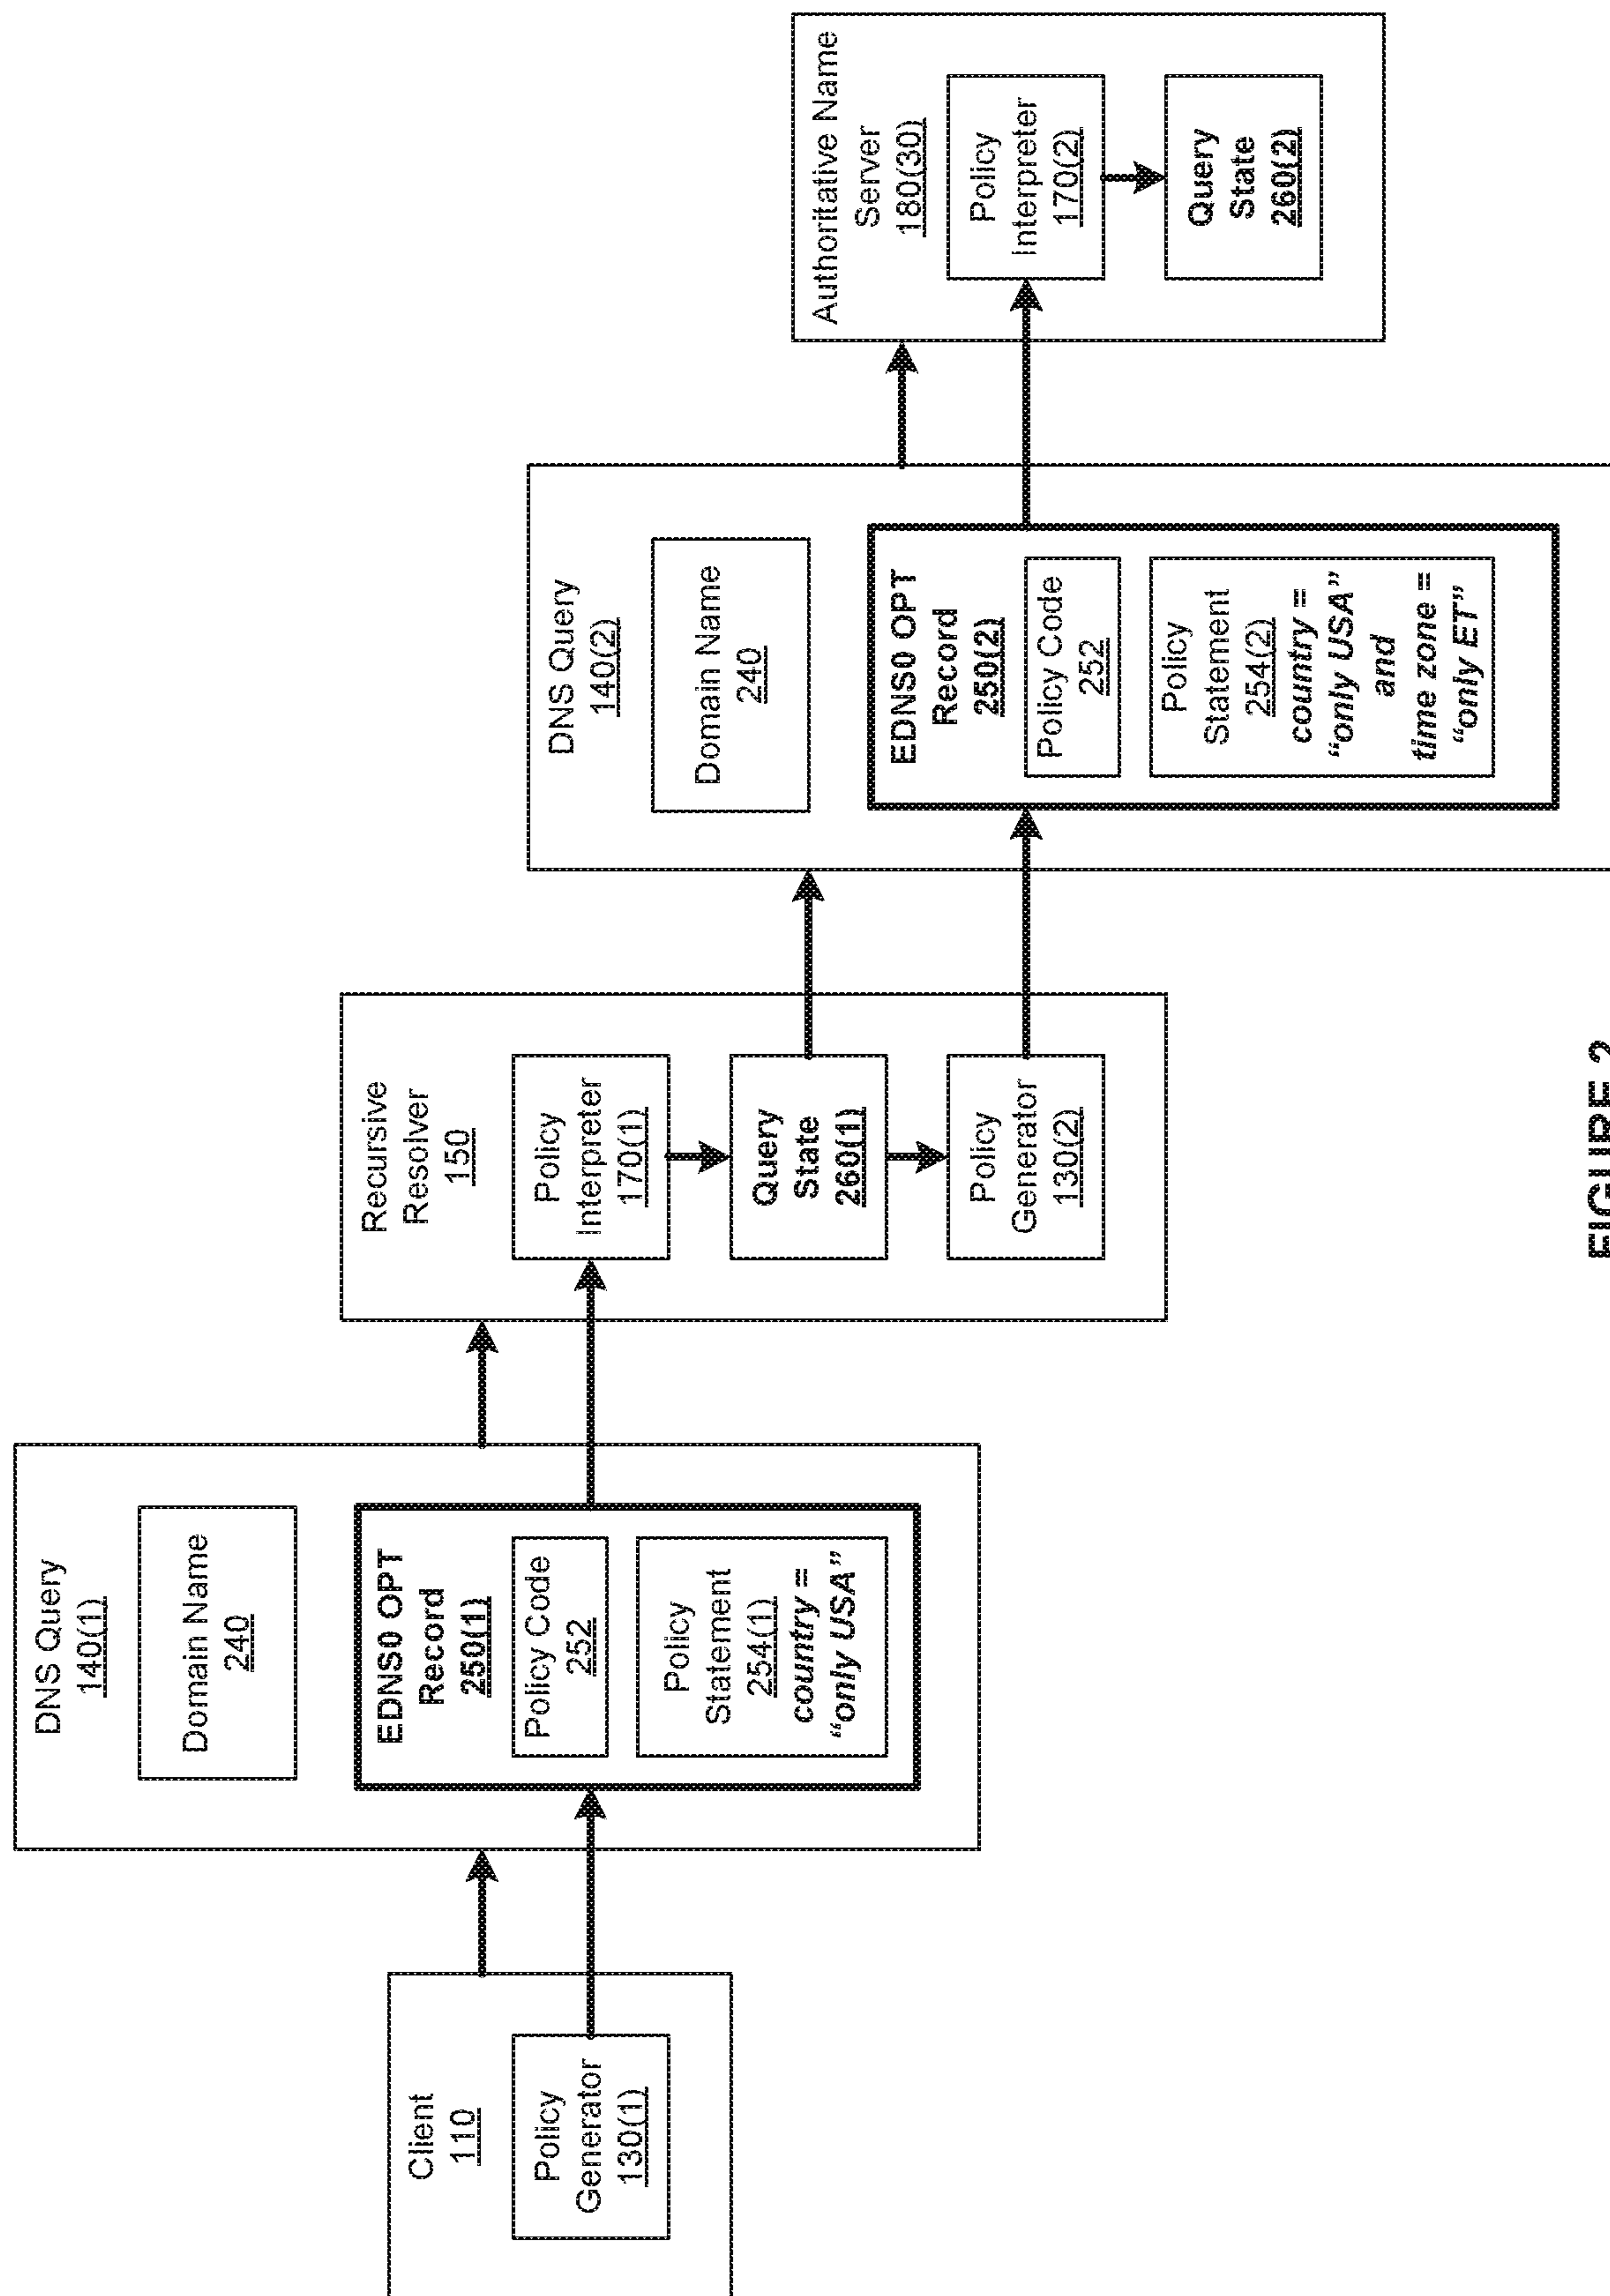 Client
110
Policy
Generator
130(1)
DNS Query
140(1)
Domain Name
240
EDNS0 OPT
Record
250(1)
Policy Code
252
Policy
Statement
254(1)
country =
“only USA”
Recursive
Resolver
150
Policy
Interpreter
170(1)
Query
State
260(1)
Policy
Generator
130(2)
DNS Query
140(2)
Domain Name
240
EDNS0 OPT
Record
250(2)
Policy Code
252
Policy
Statement
254(2)
country =
“only USA”
and
time zone =
“only ET”
Authoritative Name
Server
180(30)
Policy
Interpreter
170(2)
Query
State
260(2)
FIGURE 2